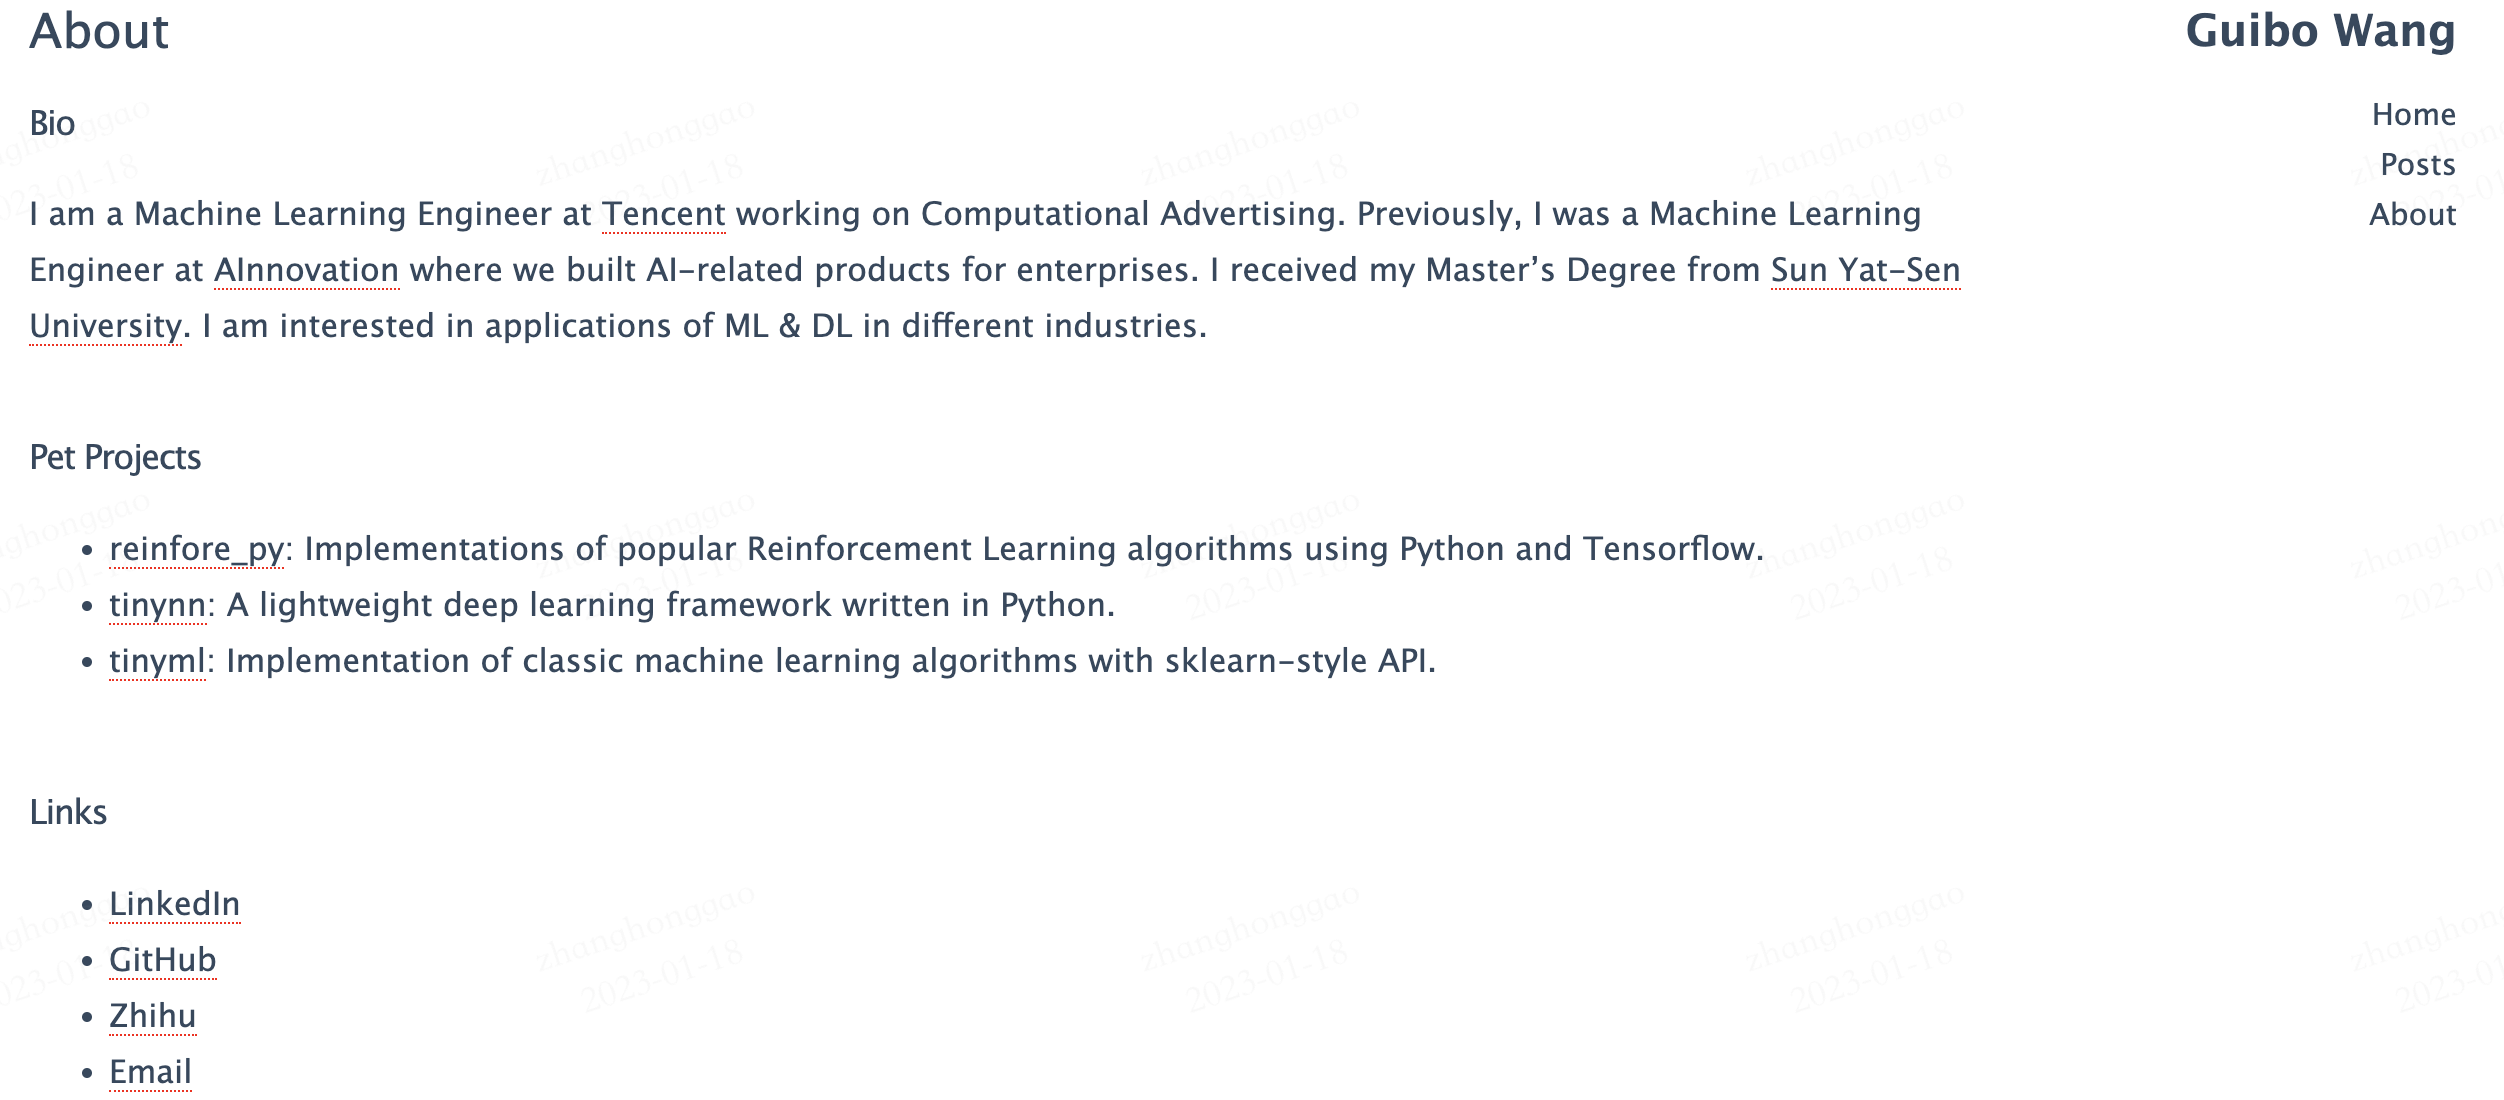 About
Guibo Wang
Home
Posts
About
Bio
I am a Machine Learning Engineer at Tencent working on Computational Advertising. Previously, I was a Machine Learning
Engineer at AInnovation where we built AI-related products for enterprises. I received my Master’s Degree from Sun Yat-Sen
University. I am interested in applications of ML & DL in different industries.
Pet Projects
• reinfore_py: Implementations of popular Reinforcement Learning algorithms using Python and Tensorflow.
• tinynn: A lightweight deep learning framework written in Python.
• tinyml: Implementation of classic machine learning algorithms with sklearn-style API.
Links
• LinkedIn
• GitHub
• Zhihu
• Email
zhanghonggao
2023-01-18